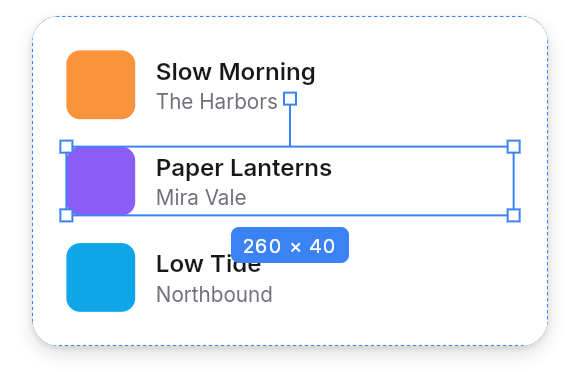 Slow Morning
The Harbors
Paper Lanterns
Mira Vale
260 × 40
Low Tide
Northbound